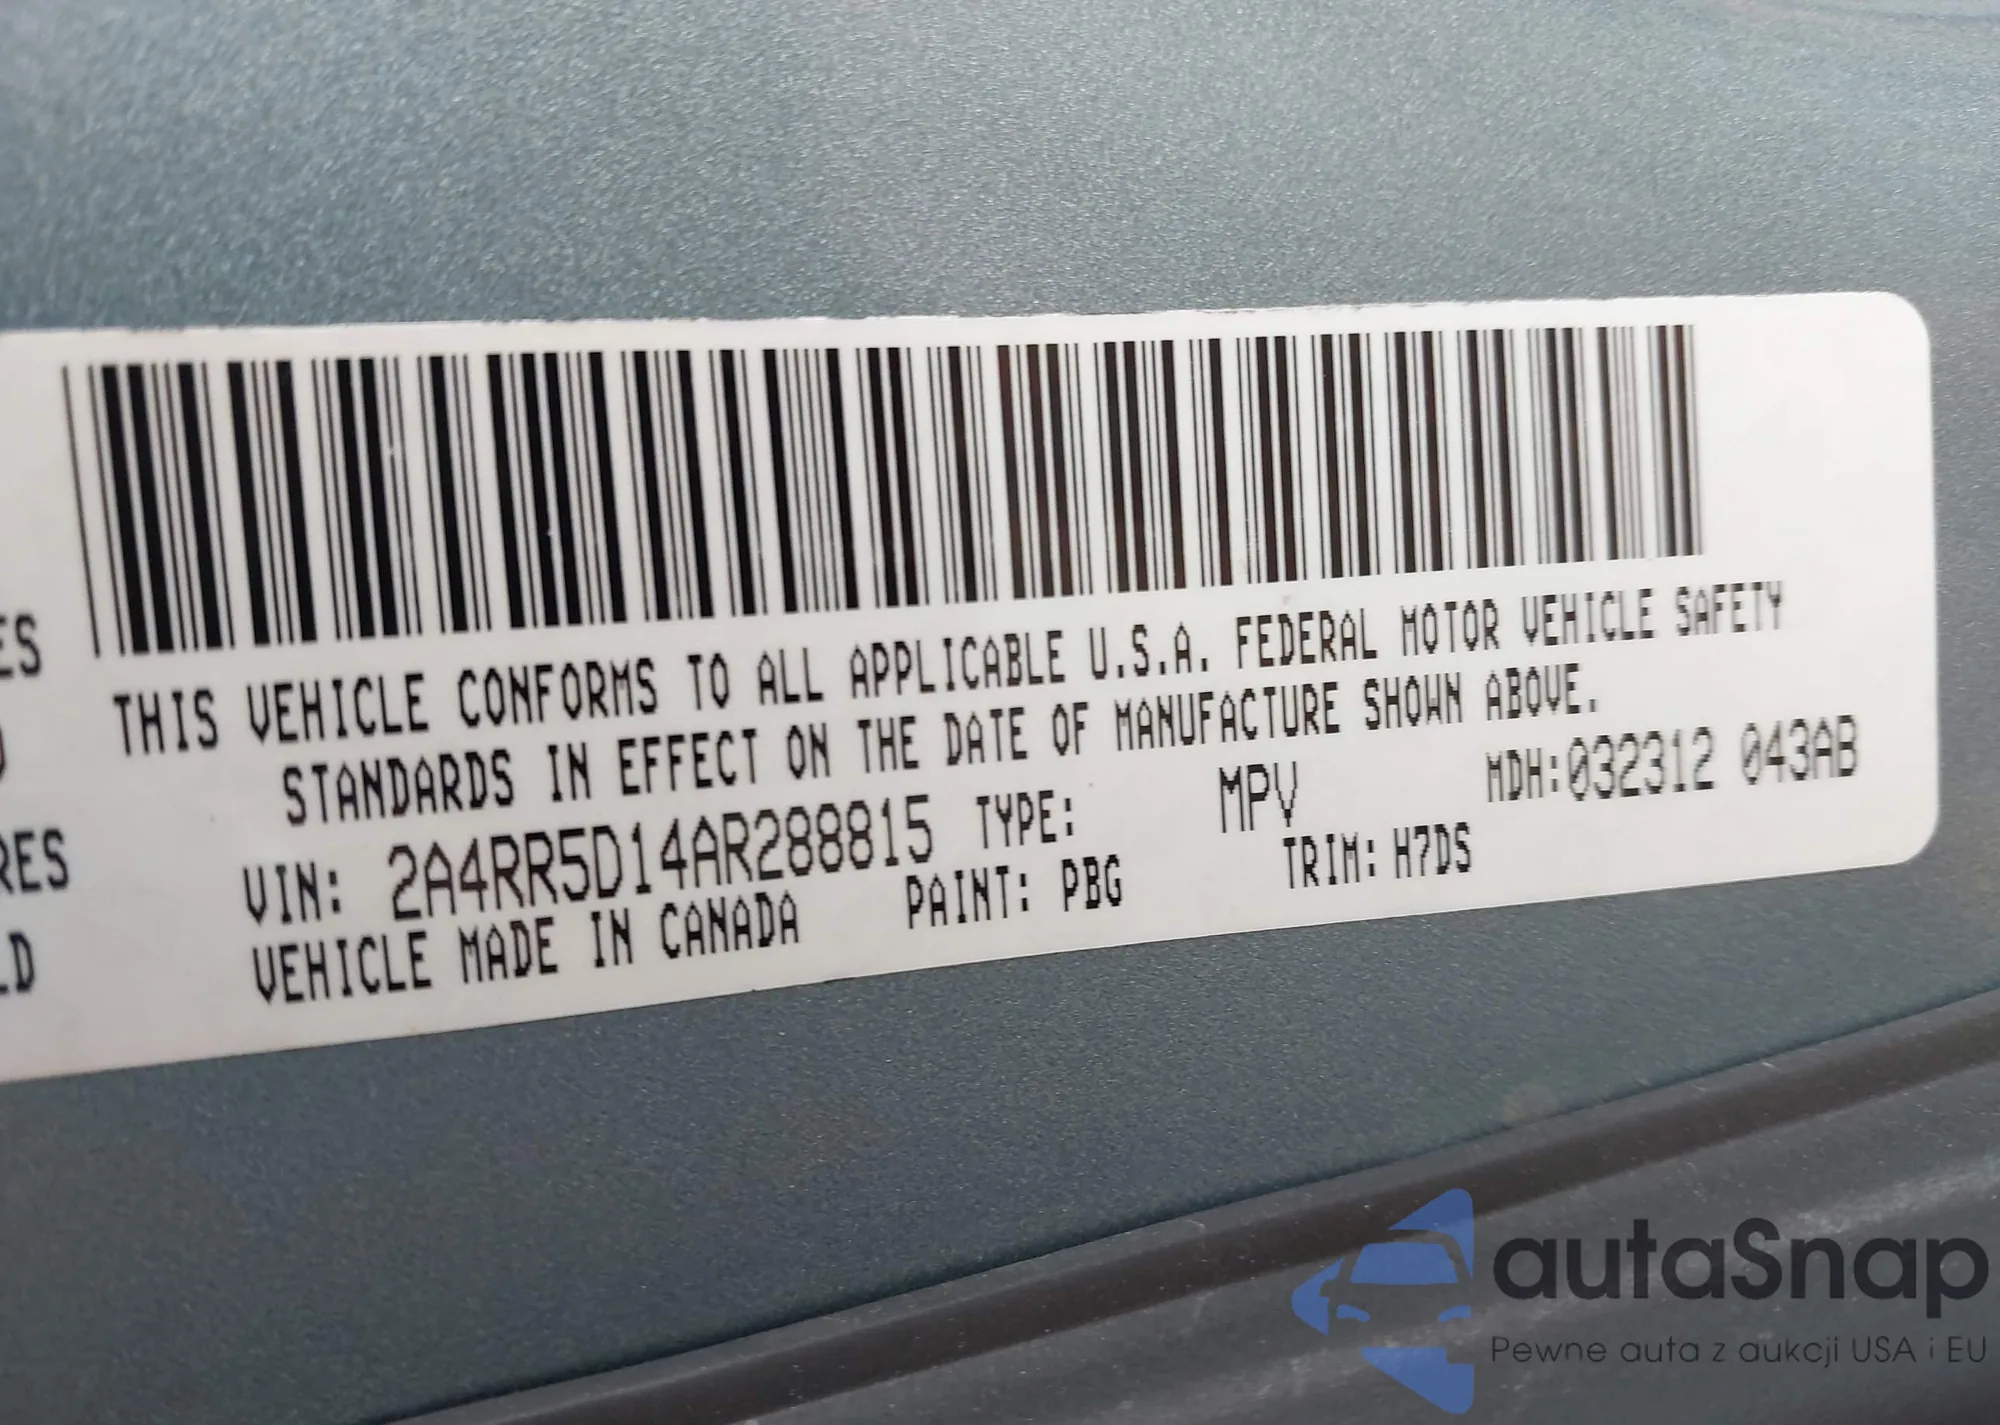 ES
THIS VEHICLE CONFORMS TO ALL APPLICABLE U.S.A. FEDERAL MOTOR VEHICLE SAFETY
STANDARDS IN EFFECT ON THE DATE OF MANUFACTURE SHOWN ABOVE.
RES
VIN: 2A4RR5D14AR288815 TYPE: MPV MDH:032312 043AB
LD
VEHICLE MADE IN CANADA PAINT: PBG TRIM: H7DS
autaSnap
Pewne auta z aukcji USA i EU